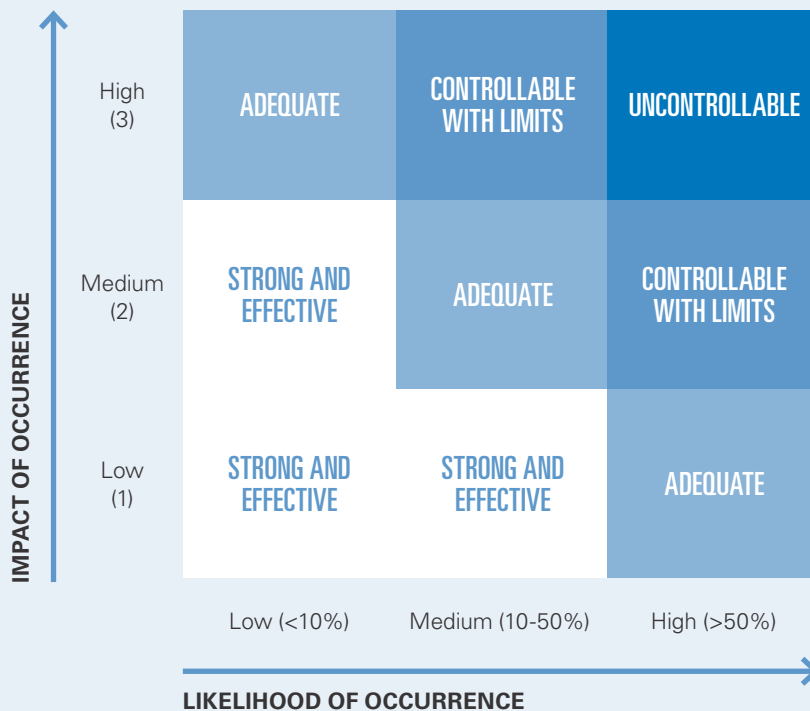 IMPACT OF OCCURRENCE
High
(3)
ADEQUATE
CONTROLLABLE
WITH LIMITS
UNCONTROLLABLE
Medium
(2)
STRONG AND
EFFECTIVE
ADEQUATE
CONTROLLABLE
WITH LIMITS
Low
(1)
STRONG AND
EFFECTIVE
STRONG AND
EFFECTIVE
ADEQUATE
Low (<10%)
Medium (10-50%)
High (>50%)
LIKELIHOOD OF OCCURRENCE